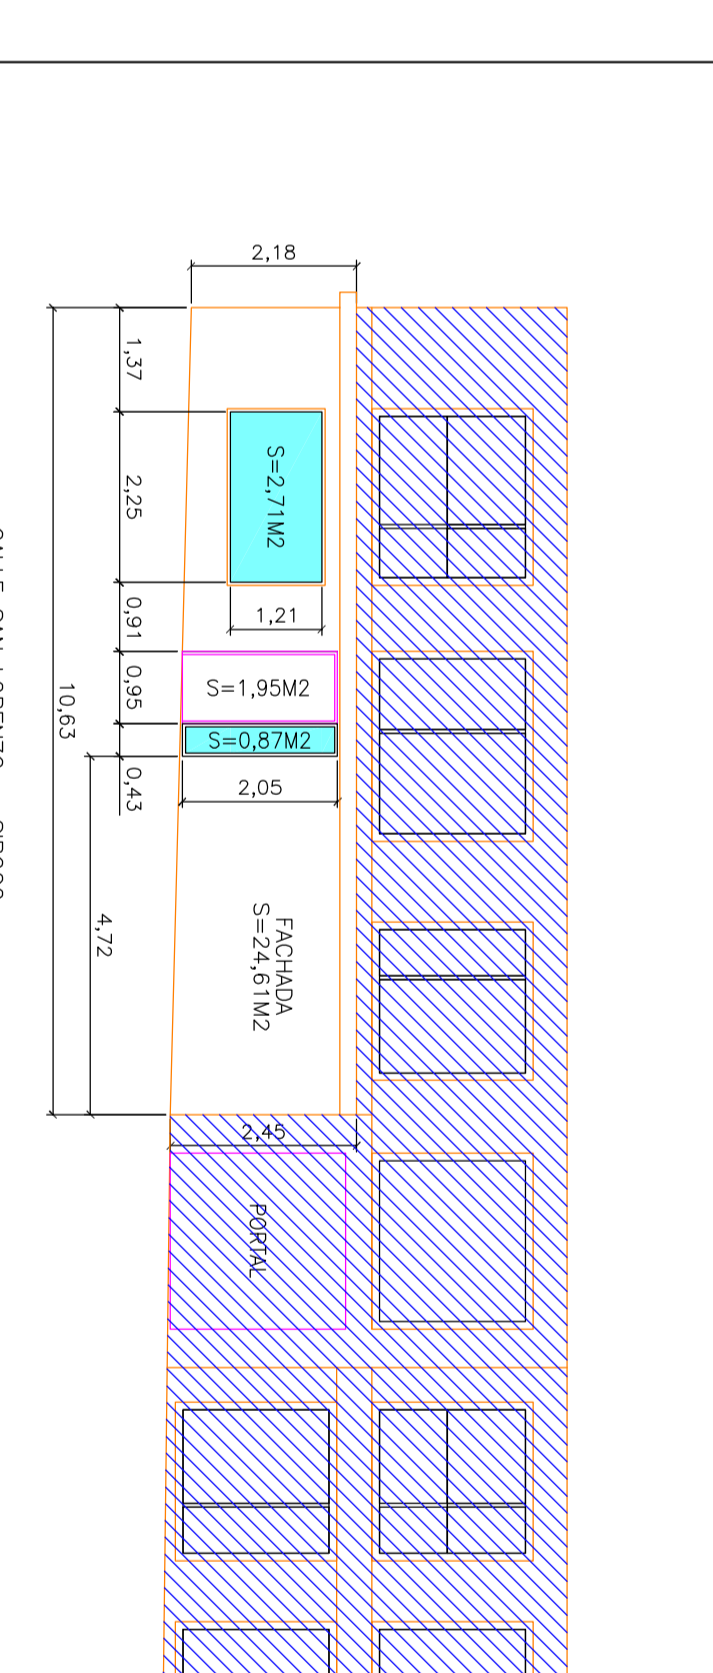 2,18
1,37
2,25
0,91
0,95
0,43
10,63
4,72
S=2,71M2
1,21
S=1,95M2
S=0,87M2
2,05
FACHADA
S=24,61M2
2,45
PORTAL